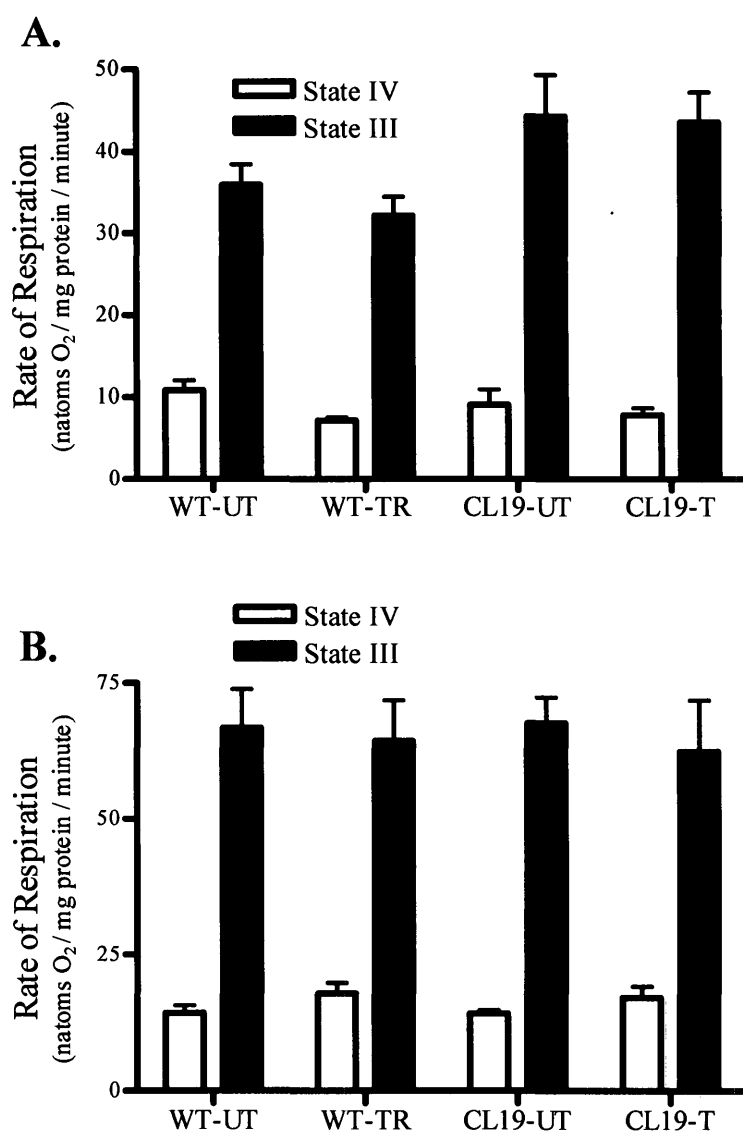 A.
State IV
State III
Rate of Respiration
(natoms O₂ / mg protein / minute)
50
40
30
20
10
0
WT-UT WT-TR CL19-UT CL19-T
B.
State IV
State III
Rate of Respiration
(natoms O₂ / mg protein / minute)
75
50
25
0
WT-UT WT-TR CL19-UT CL19-T